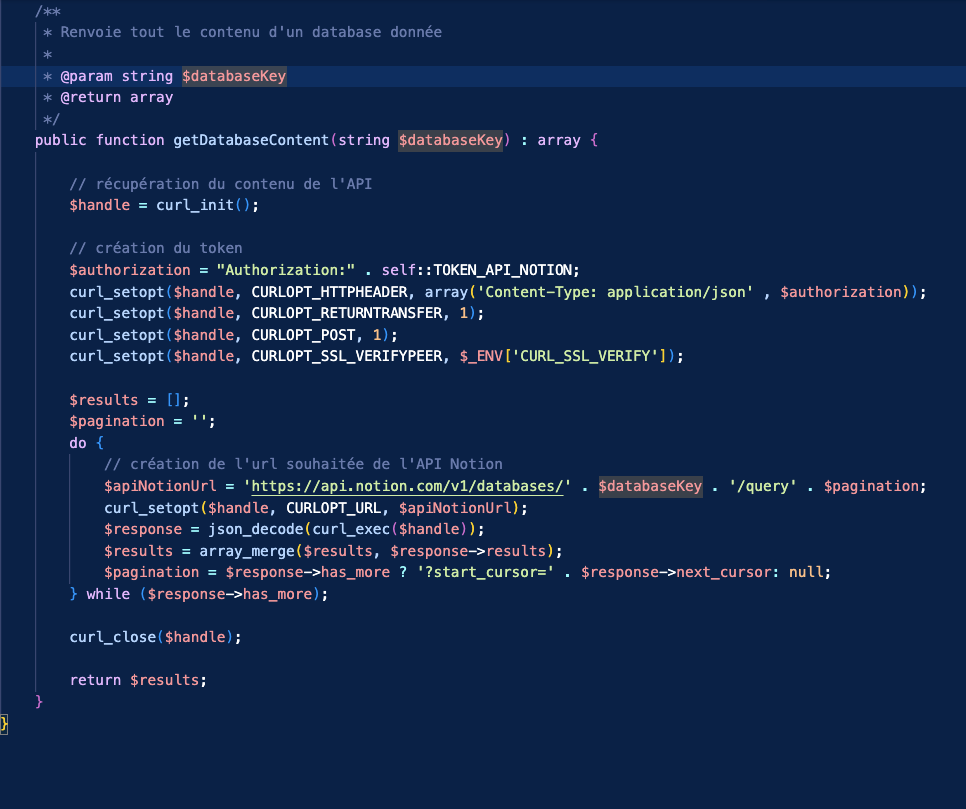 /**
 * Renvoie tout le contenu d'un database donnée
 *
 * @param string $databaseKey
 * @return array
 */
public function getDatabaseContent(string $databaseKey) : array {

    // récupération du contenu de l'API
    $handle = curl_init();

    // création du token
    $authorization = "Authorization:" . self::TOKEN_API_NOTION;
    curl_setopt($handle, CURLOPT_HTTPHEADER, array('Content-Type: application/json' , $authorization));
    curl_setopt($handle, CURLOPT_RETURNTRANSFER, 1);
    curl_setopt($handle, CURLOPT_POST, 1);
    curl_setopt($handle, CURLOPT_SSL_VERIFYPEER, $_ENV['CURL_SSL_VERIFY']);

    $results = [];
    $pagination = '';
    do {
        // création de l'url souhaitée de l'API Notion
        $apiNotionUrl = 'https://api.notion.com/v1/databases/' . $databaseKey . '/query' . $pagination;
        curl_setopt($handle, CURLOPT_URL, $apiNotionUrl);
        $response = json_decode(curl_exec($handle));
        $results = array_merge($results, $response->results);
        $pagination = $response->has_more ? '?start_cursor=' . $response->next_cursor: null;
    } while ($response->has_more);

    curl_close($handle);

    return $results;
}
}